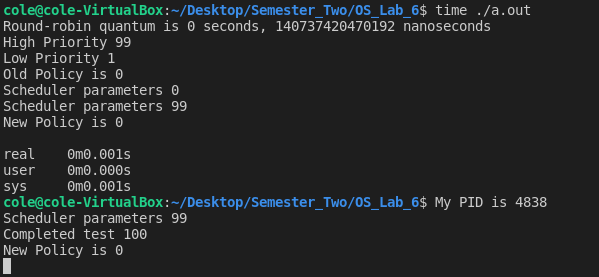 cole@cole-VirtualBox:~/Desktop/Semester_Two/OS_Lab_6$ time ./a.out
Round-robin quantum is 0 seconds, 140737420470192 nanoseconds
High Priority 99
Low Priority 1
Old Policy is 0
Scheduler parameters 0
Scheduler parameters 99
New Policy is 0
real    0m0.001s
user    0m0.000s
sys     0m0.001s
cole@cole-VirtualBox:~/Desktop/Semester_Two/OS_Lab_6$ My PID is 4838
Scheduler parameters 99
Completed test 100
New Policy is 0